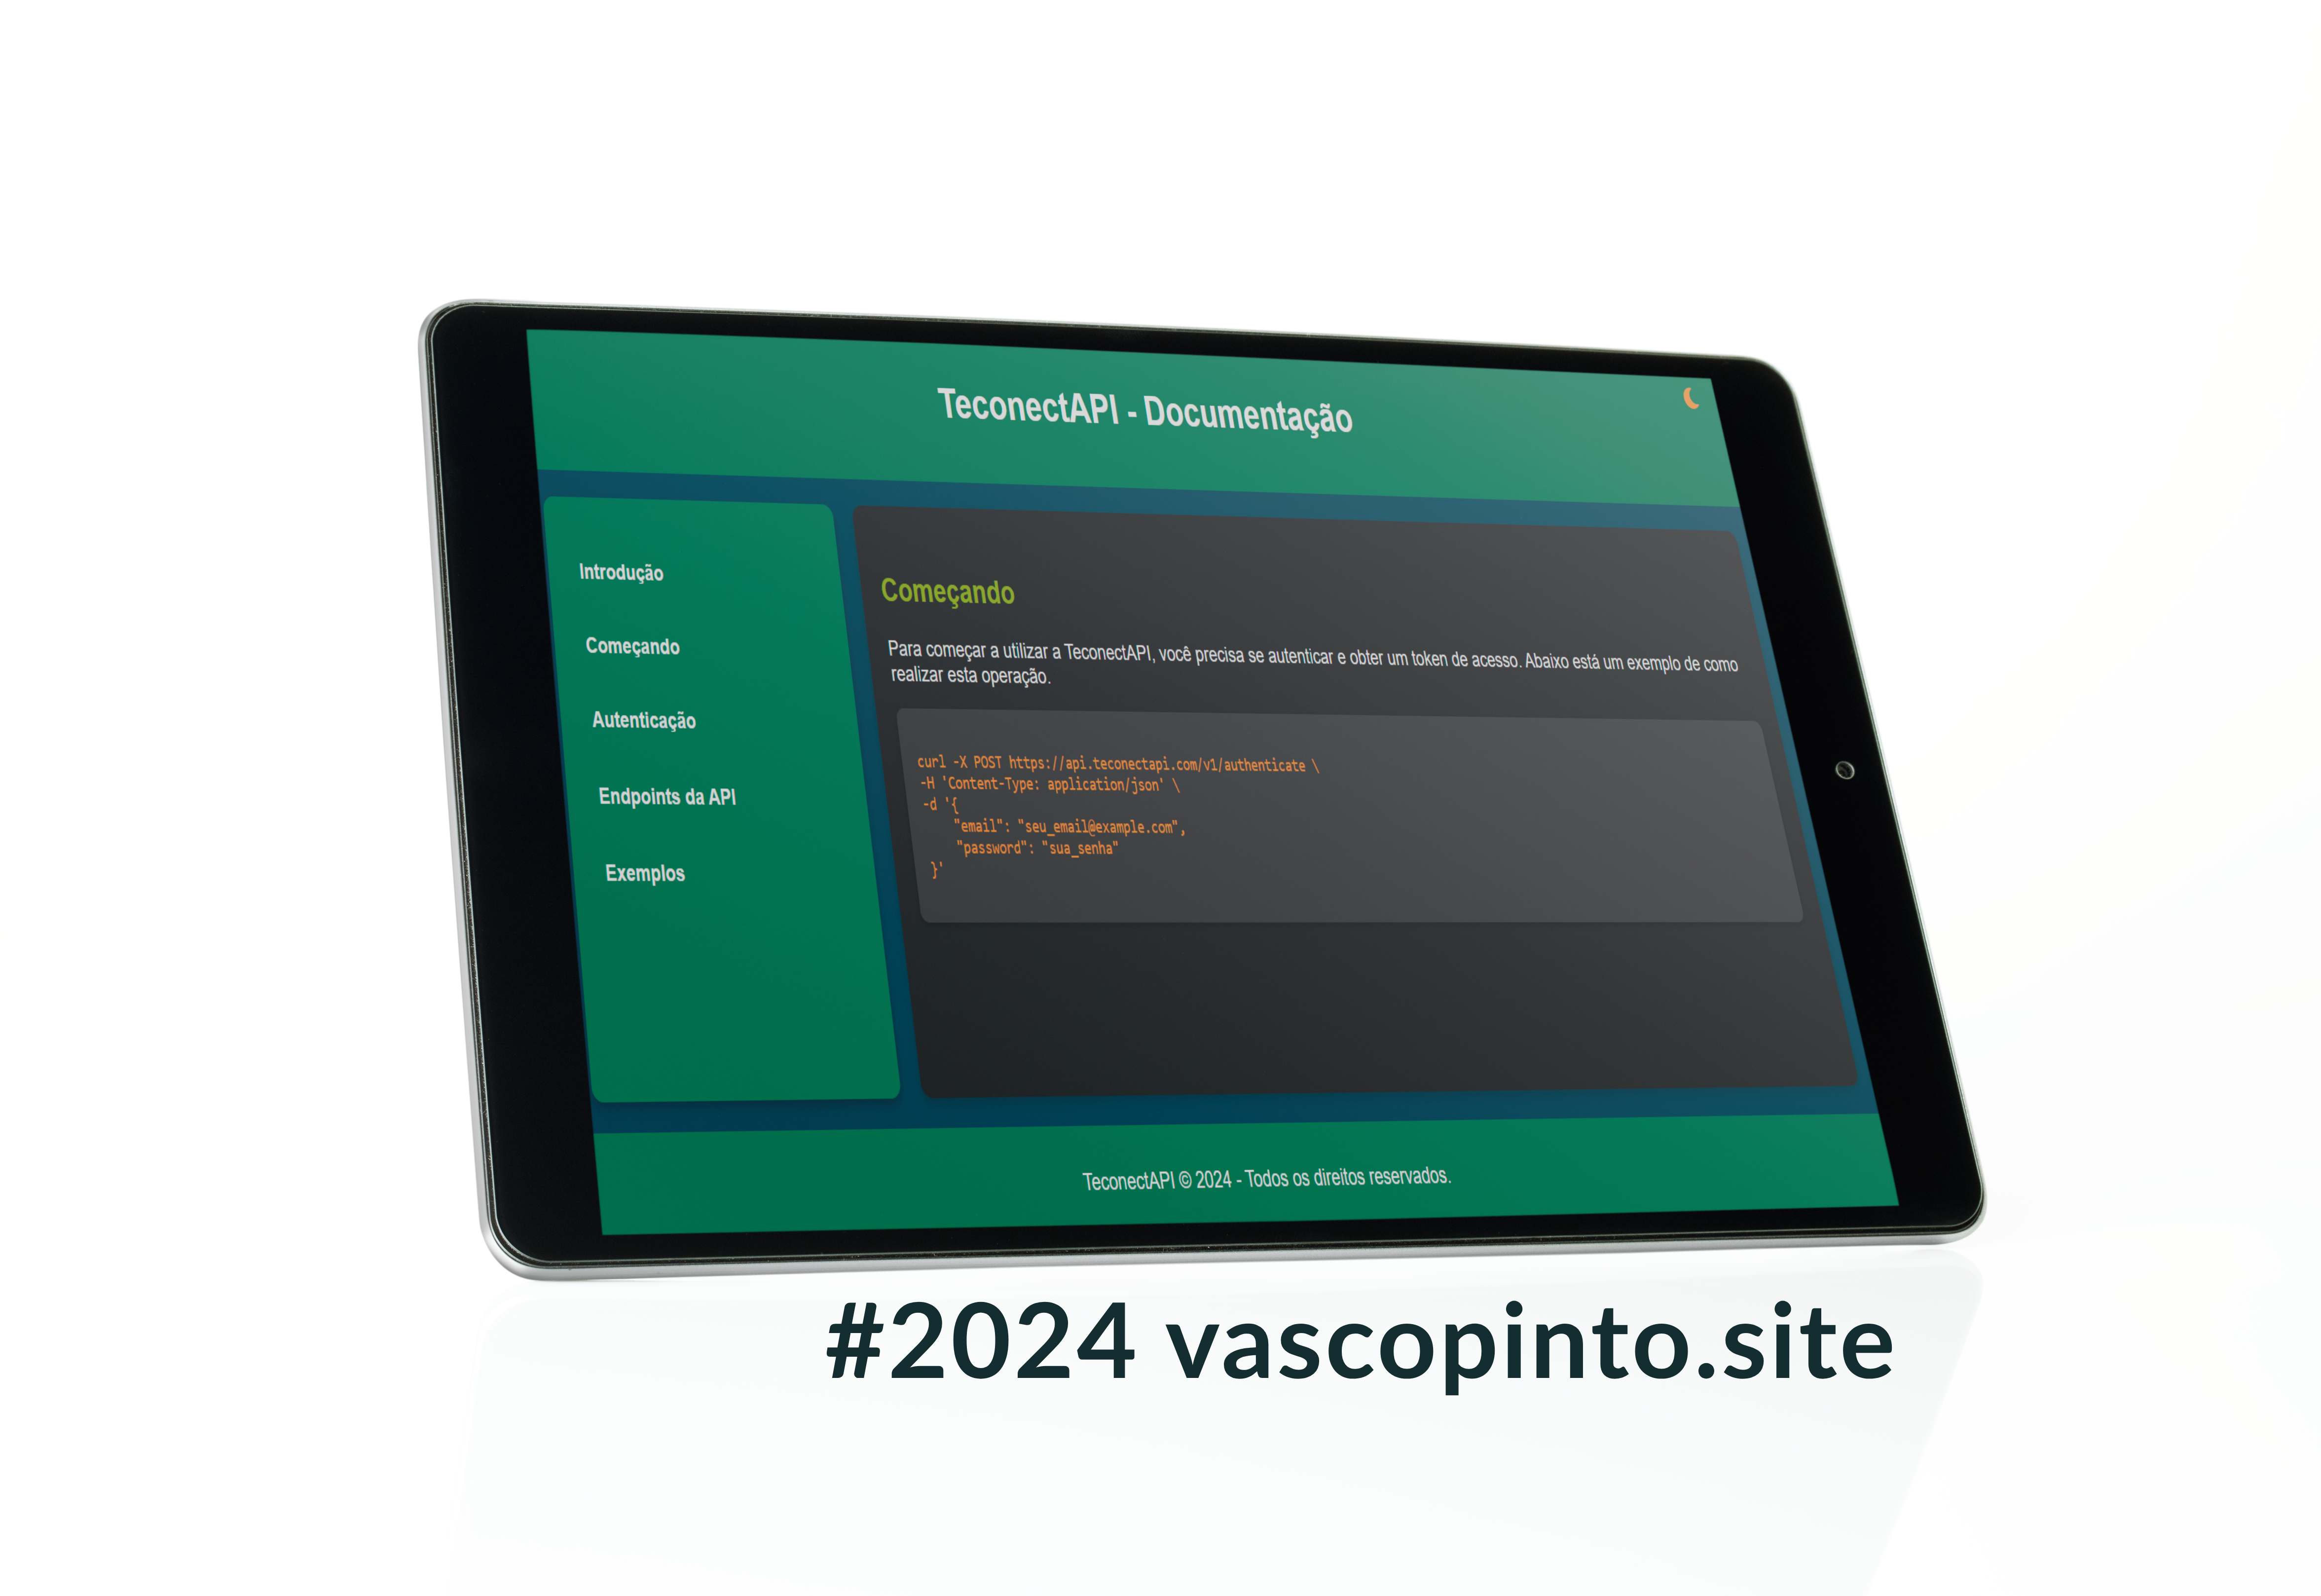 TeconectAPI - Documentação
Introdução
Começando
Autenticação
Endpoints da API
Exemplos
Começando
Para começar a utilizar a TeconectAPI, você precisa se autenticar e obter um token de acesso. Abaixo está um exemplo de como
realizar esta operação.
curl -X POST https://api.teconectapi.com/v1/authenticate \
-H 'Content-Type: application/json' \
-d '{
"email": "seu_email@example.com",
"password": "sua_senha"
}'
TeconectAPI © 2024 - Todos os direitos reservados.
#2024 vascopinto.site